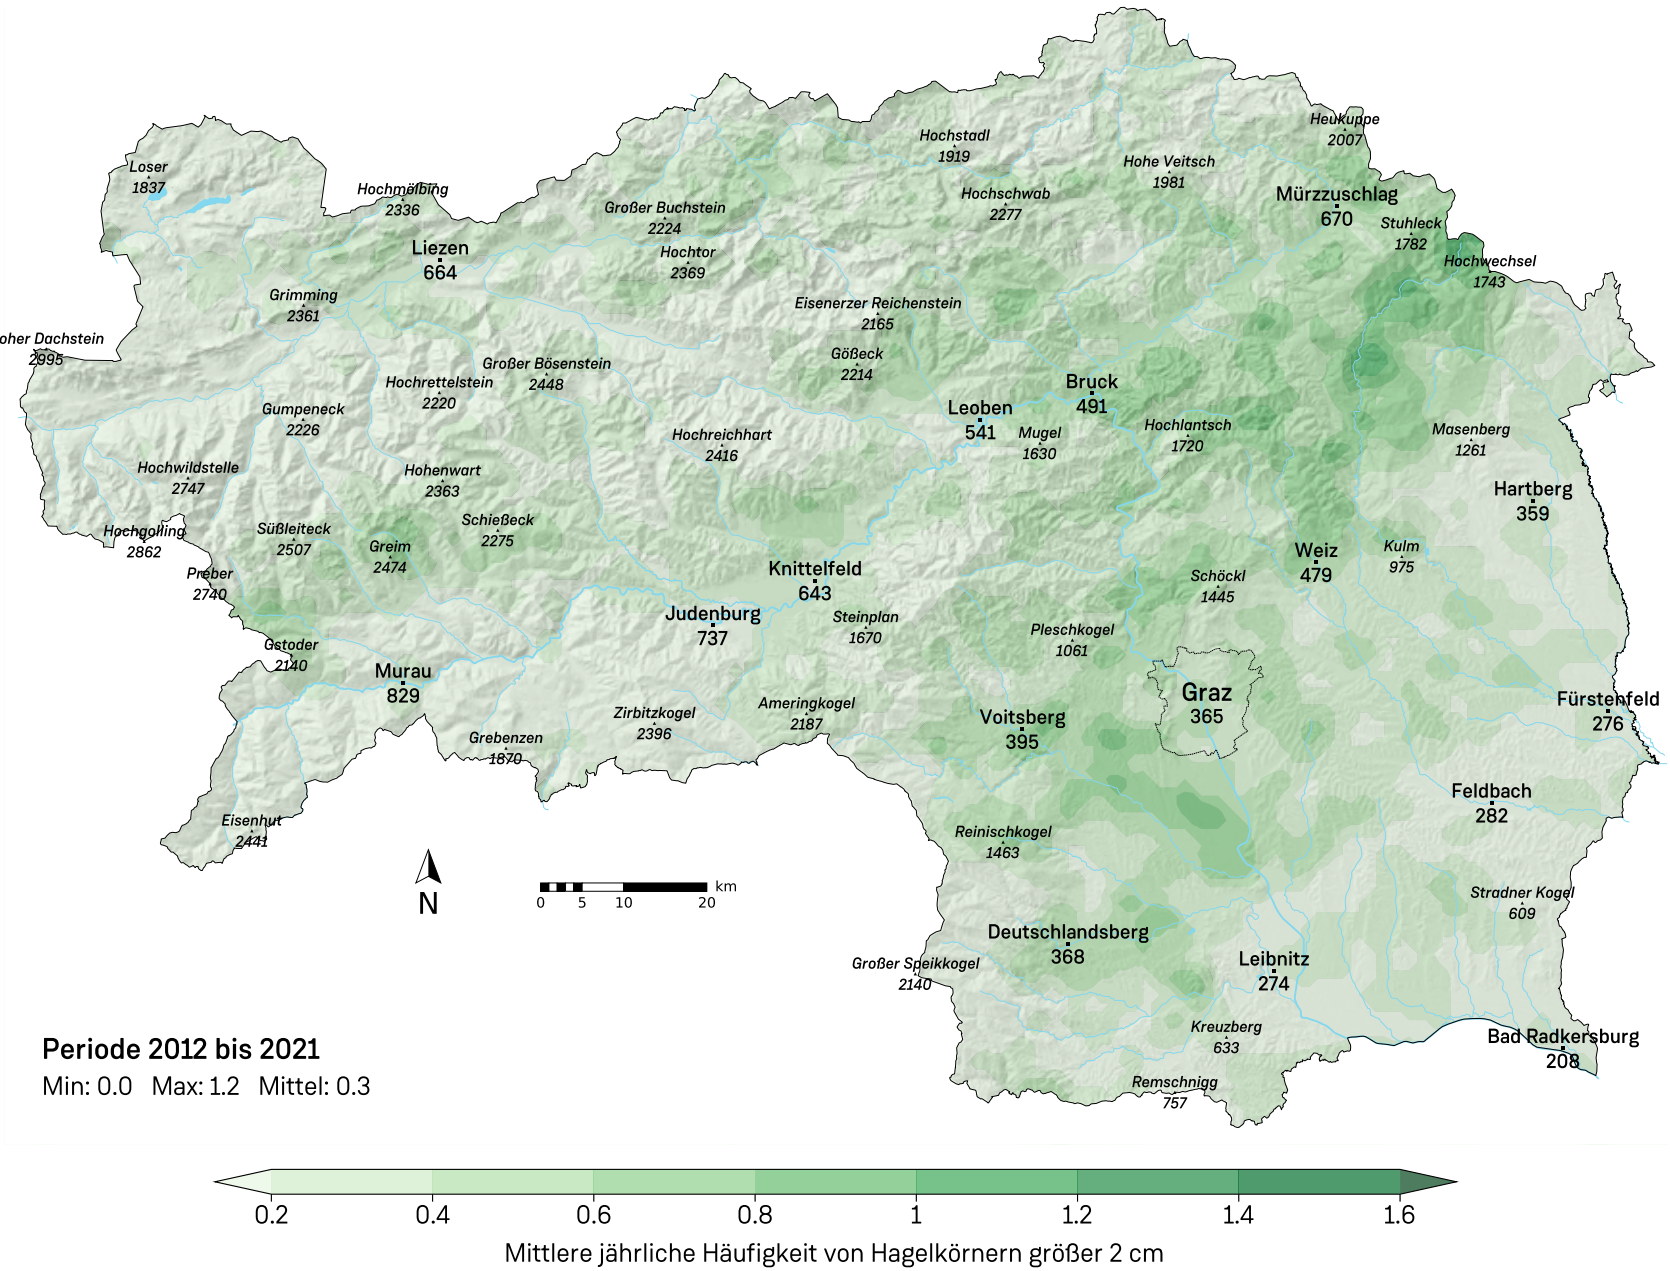 Heukuppe
2007
Hochstadl
1919
Hohe Veitsch
1981
Loser
1837
Hochmölbing
2336
Hochschwab
2277
Mürzzuschlag
670
Großer Buchstein
2224
Stuhleck
1782
Liezen
664
Hochtor
2369
Hochwechsel
1743
Grimming
2361
Eisenerzer Reichenstein
2165
oher Dachstein
2995
Gößeck
2214
Großer Bösenstein
2448
Hochrettelstein
2220
Bruck
491
Gumpeneck
2226
Leoben
541
Hochlantsch
1720
Mugel
1630
Hochreichhart
2416
Masenberg
1261
Hochwildstelle
2747
Hohenwart
2363
Hartberg
359
Schießeck
2275
Hochgolling
2862
Süßleiteck
2507
Greim
2474
Weiz
479
Kulm
975
Knittelfeld
643
Preber
2740
Schöckl
1445
Judenburg
737
Steinplan
1670
Pleschkogel
1061
Gstoder
2140
Murau
829
Graz
365
Fürstenfeld
276
Ameringkogel
2187
Zirbitzkogel
2396
Voitsberg
395
Grebenzen
1870
Feldbach
282
Eisenhut
2441
Reinischkogel
1463
N
km
0 5 10 20
Stradner Kogel
609
Deutschlandsberg
368
Leibnitz
274
Großer Speikkogel
2140
Kreuzberg
633
Bad Radkersburg
208
Periode 2012 bis 2021
Min: 0.0 Max: 1.2 Mittel: 0.3
Remschnigg
757
0.2 0.4 0.6 0.8 1 1.2 1.4 1.6
Mittlere jährliche Häufigkeit von Hagelkörnern größer 2 cm